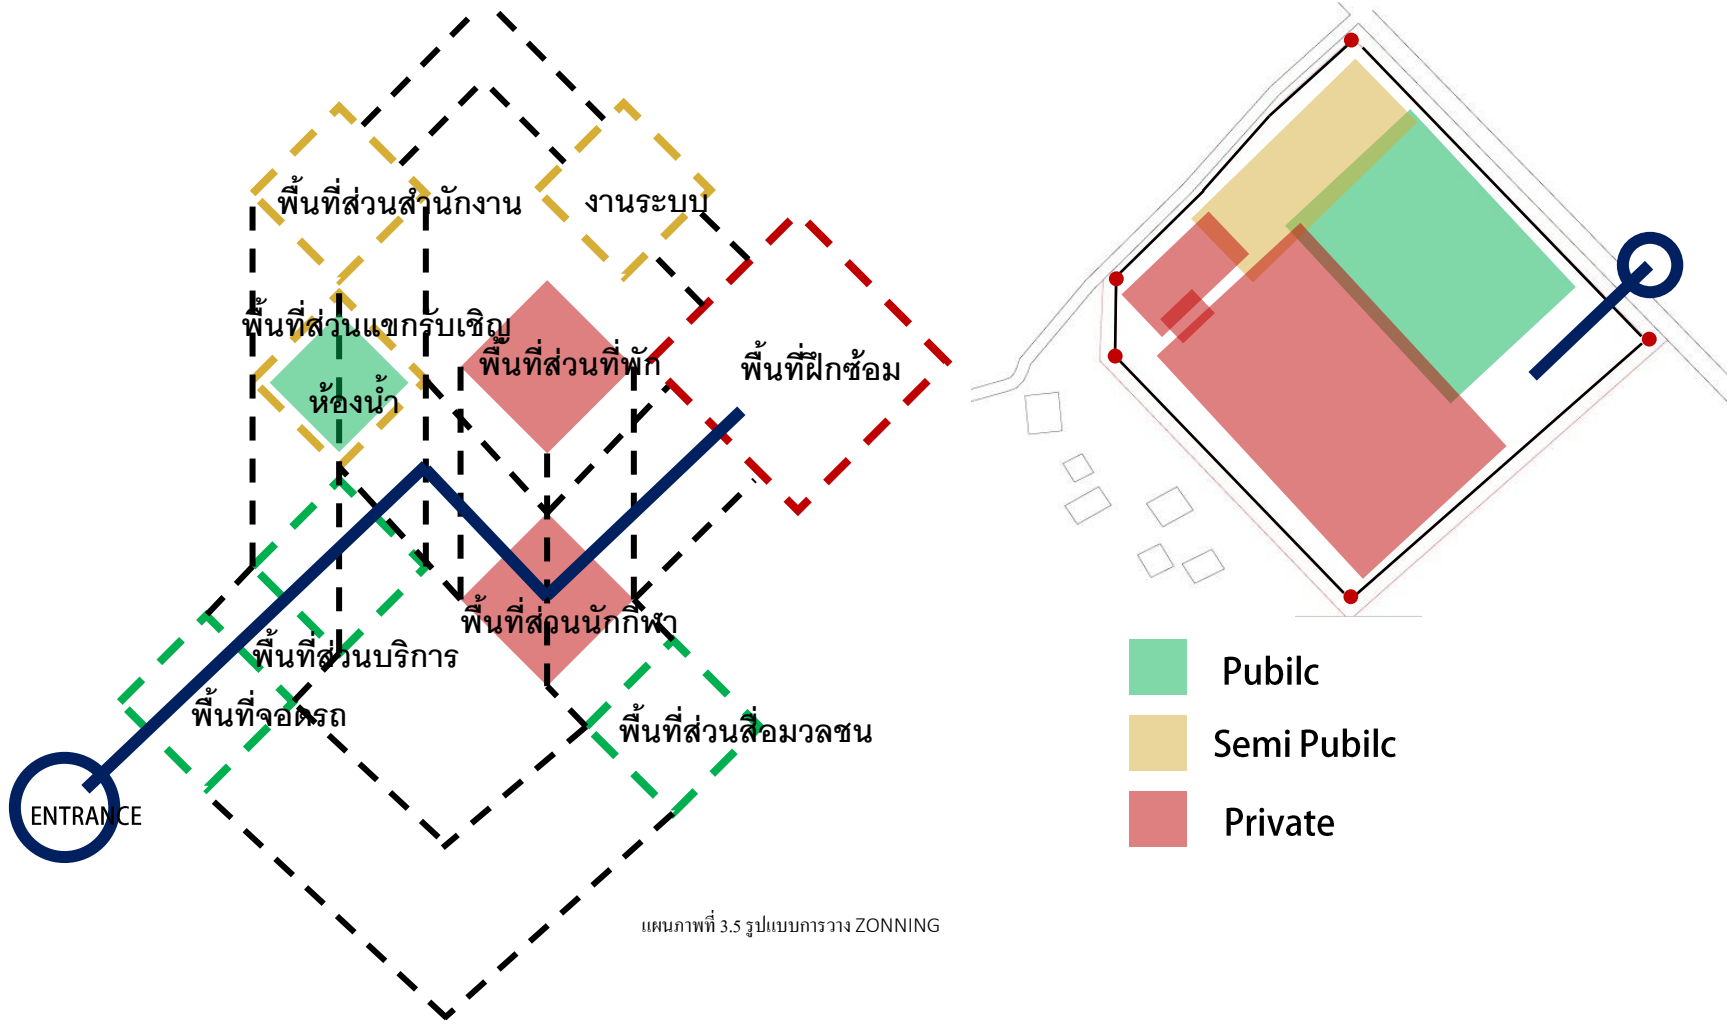 พื้นที่ส่วนสำนักงาน
งานระบบ
พื้นที่ส่วนแขกรับเชิญ
พื้นที่ส่วนที่พัก
พื้นที่ฝึกซ้อม
ห้องน้ำ
พื้นที่ส่วนนักกีฬา
พื้นที่ส่วนบริการ
พื้นที่จอดรถ
พื้นที่ส่วนสื่อมวลชน
ENTRANCE
แผนภาพที่ 3.5 รูปแบบการวาง ZONNING
Pubilc
Semi Pubilc
Private